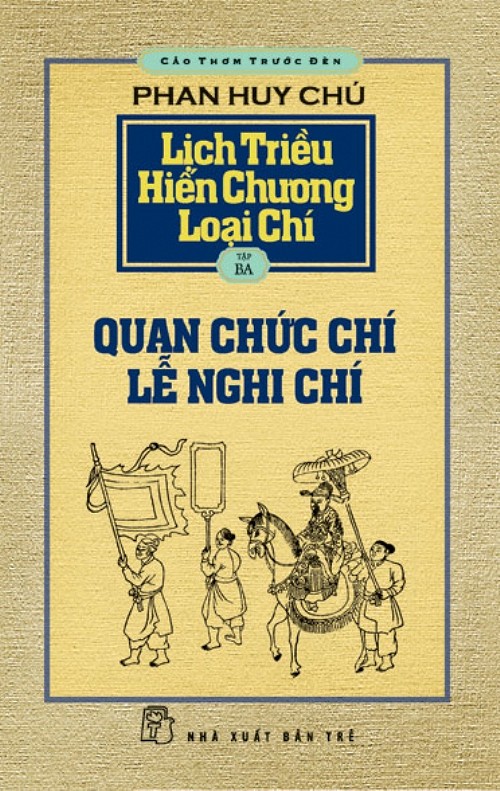 CẢO THƠM TRƯỚC ĐÈN
PHAN HUY CHÚ
Lịch Triều
Hiến Chương
Loại Chí
TẬP
BA
QUAN CHỨC CHÍ
LỄ NGHI CHÍ
NHÀ XUẤT BẢN TRẺ